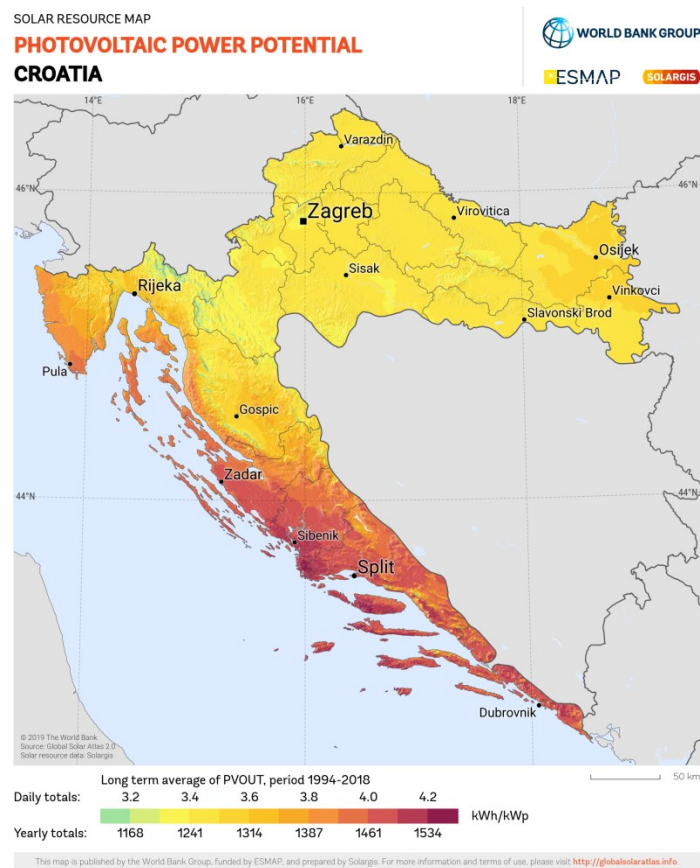 SOLAR RESOURCE MAP
PHOTOVOLTAIC POWER POTENTIAL
CROATIA
WORLD BANK GROUP
ESMAP
SOLARGIS
14°E
16°E
18°E
Varazdin
46°N
46°N
Zagreb
Virovitica
Osijek
Sisak
Rijeka
Vinkovci
Slavonski Brod
Pula
Gospic
Zadar
44°N
44°N
Sibenik
Split
Dubrovnik
© 2019 The World Bank
Source: Global Solar Atlas 2.0
Solar resource data: Solargis
50 km
Long term average of PVOUT, period 1994-2018
Daily totals: 3.2 3.4 3.6 3.8 4.0 4.2
kWh/kWp
Yearly totals: 1168 1241 1314 1387 1461 1534
This map is published by the World Bank Group, funded by ESMAP, and prepared by Solargis. For more information and terms of use, please visit http://globalsolaratlas.info.